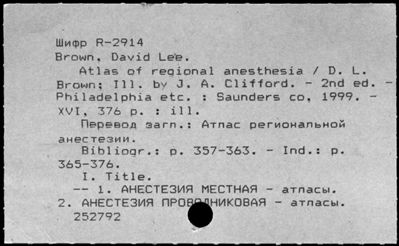 Шифр R-2914
Brown, David Lee.
Atlas of regional anesthesia / D. L.
Brown; Ill. by J. A. Clifford. - 2nd ed. -
Philadelphia etc. : Saunders co, 1999. -
XVI, 376 p. : ill.
Перевод загл.: Атлас региональной
анестезии.
Bibliogr.: p. 357-363. - Ind.: p.
365-376.
I. Title.
-- 1. АНЕСТЕЗИЯ МЕСТНАЯ - атласы.
2. АНЕСТЕЗИЯ ПРОВОДНИКОВАЯ - атласы.
252792